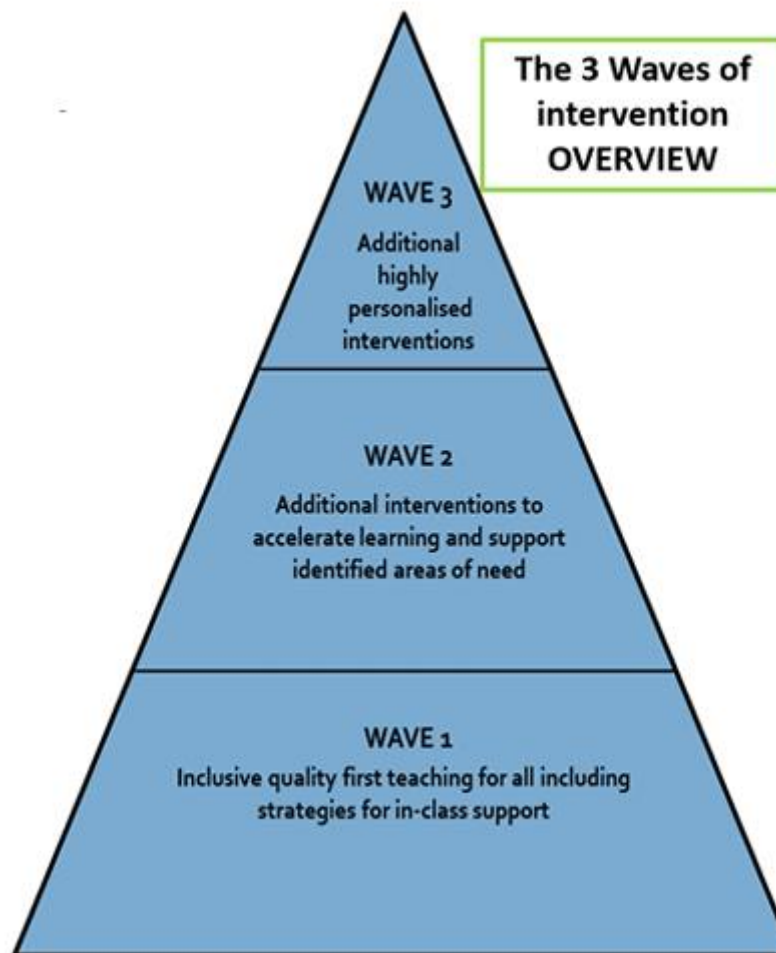 The 3 Waves of
intervention
OVERVIEW
WAVE 3
Additional
highly
personalised
interventions
WAVE 2
Additional interventions to
accelerate learning and support
identified areas of need
WAVE 1
Inclusive quality first teaching for all including
strategies for in-class support